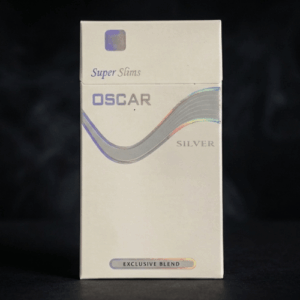 Super Slims
OSCAR
SILVER
EXCLUSIVE BLEND